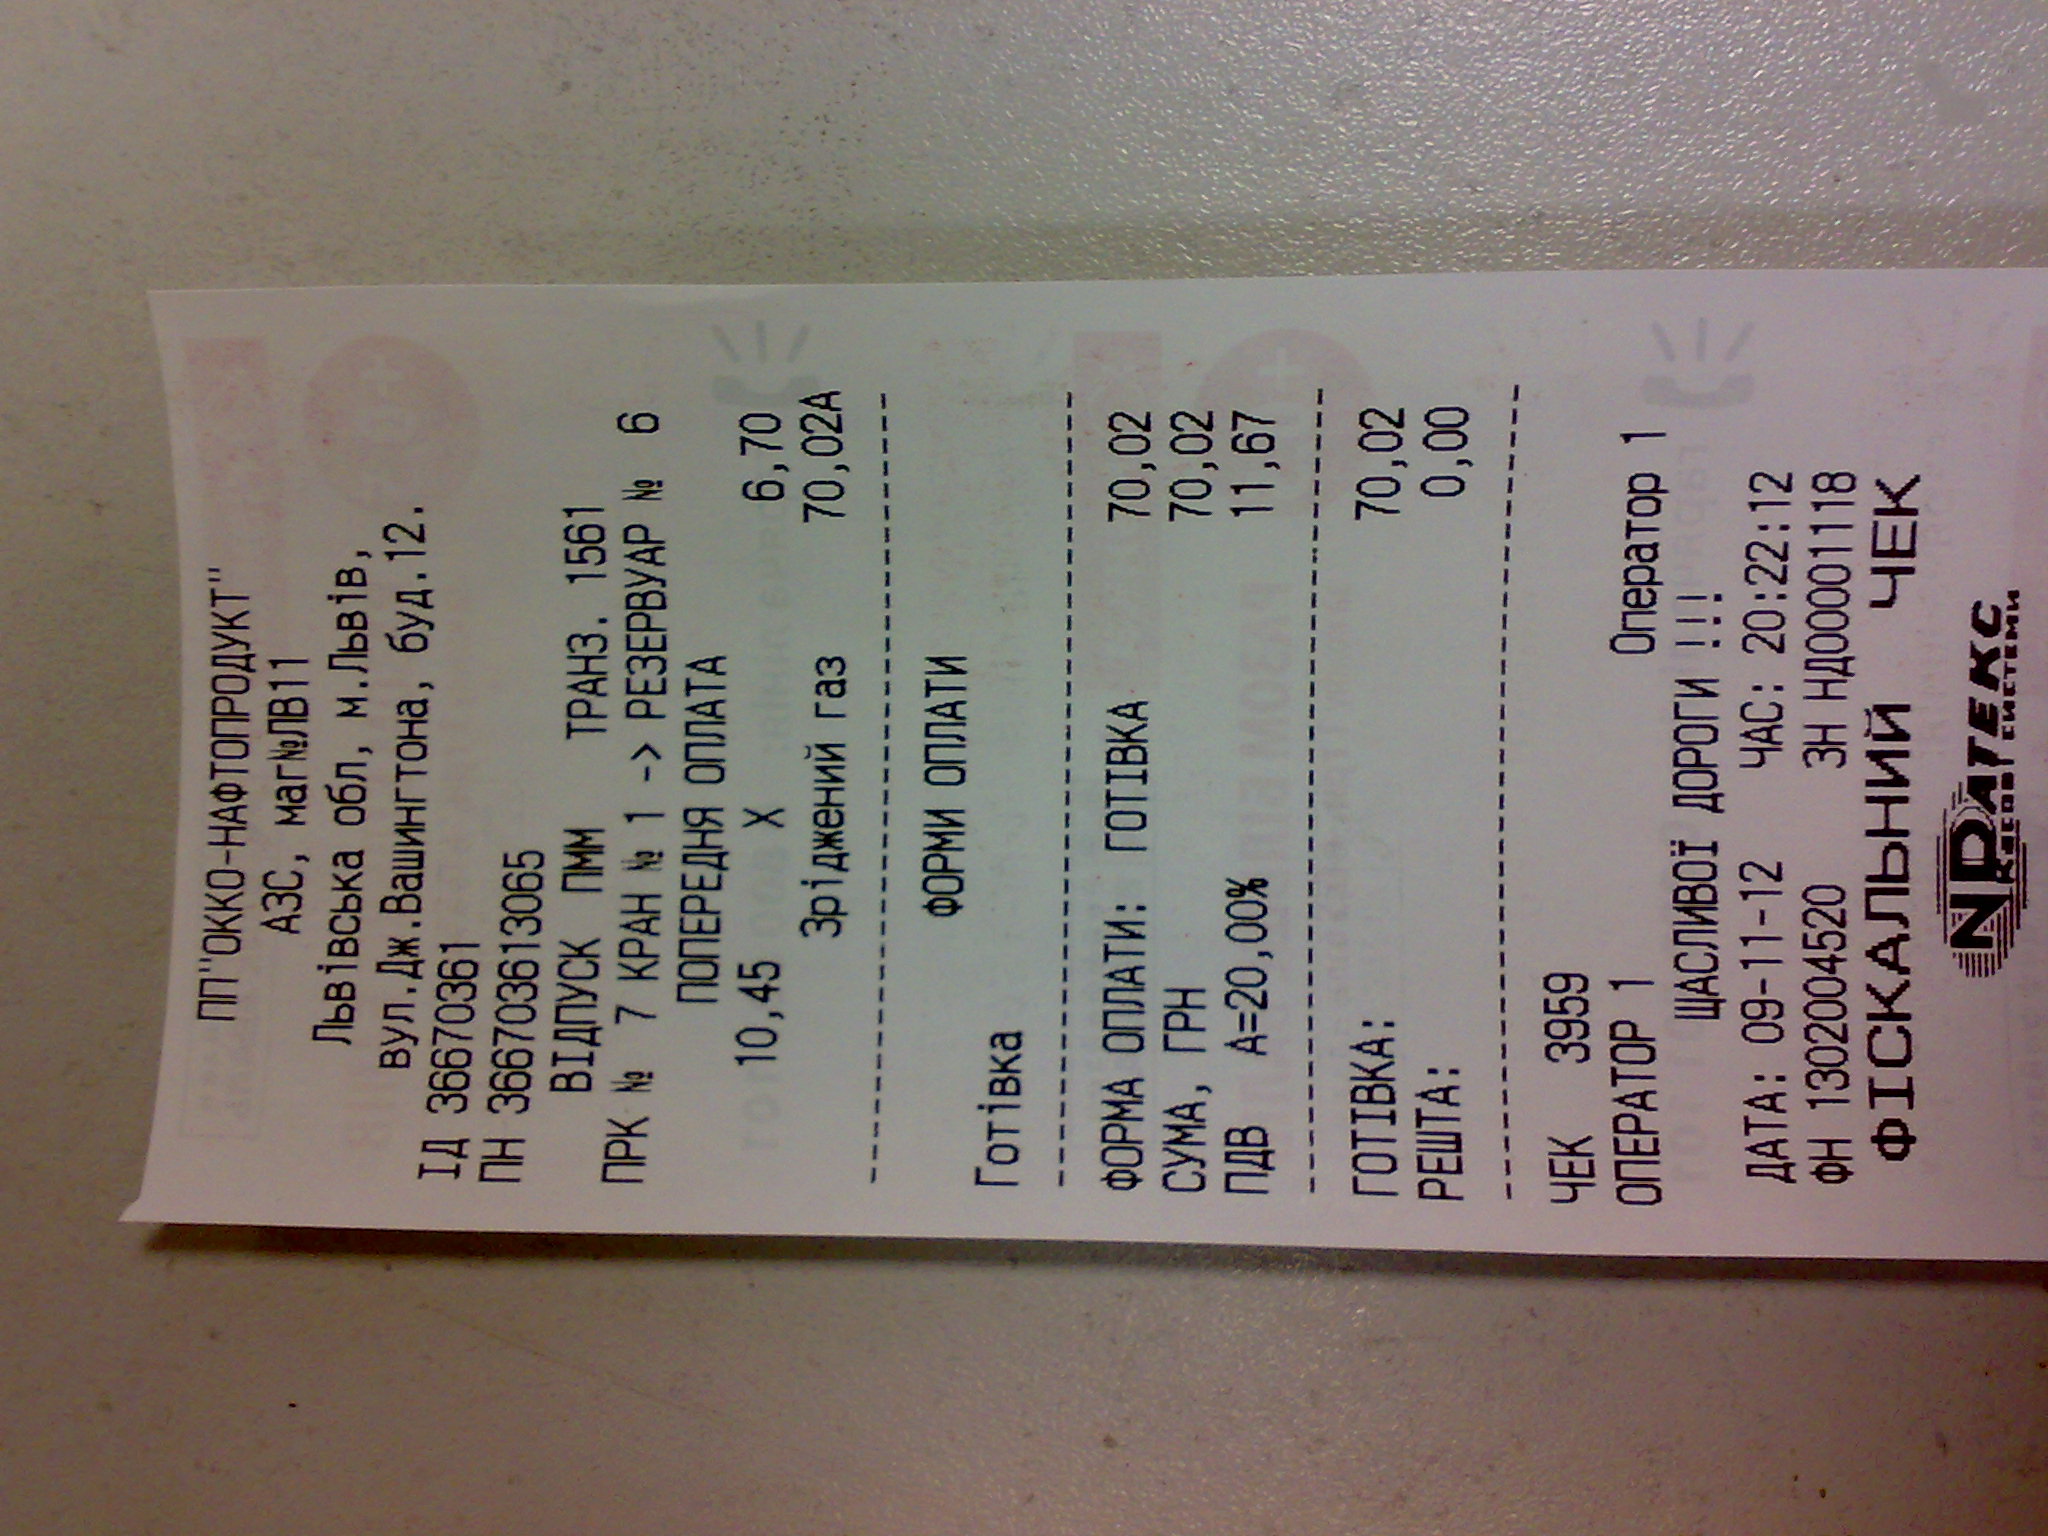 ПП"ОККО-НАФТОПРОДУКТ"
АЗС, маг№ЛВ11
Львівська обл, м.Львів,
вул.Дж.Вашингтона, буд.12.
ІД 36670361
ПН 366703613065
ВІДПУСК ПММ ТРАНЗ. 1561
ПРК № 7 КРАН № 1 -> РЕЗЕРВУАР № 6
ПОПЕРЕДНЯ ОПЛАТА
10,45 X 6,70
Зріджений газ 70,02А
ФОРМИ ОПЛАТИ
Готівка
ФОРМА ОПЛАТИ: ГОТІВКА 70,02
СУМА, ГРН 70,02
ПДВ А=20,00% 11,67
ГОТІВКА: 70,02
РЕШТА: 0,00
ЧЕК 3959
ОПЕРАТОР 1 Оператор 1
ЩАСЛИВОЇ ДОРОГИ !!!
ДАТА: 09-11-12 ЧАС: 20:22:12
ФН 1302004520 ЗН НД00001118
ФІСКАЛЬНИЙ ЧЕК
NPATEKC
КАСОВІ СИСТЕМИ